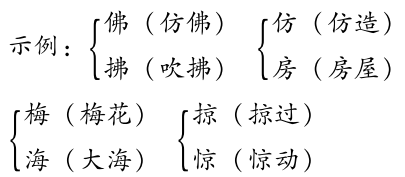 示例： 佛（仿佛） 仿（仿造）
拂（吹拂） 房（房屋）
梅（梅花） 掠（掠过）
海（大海） 惊（惊动）